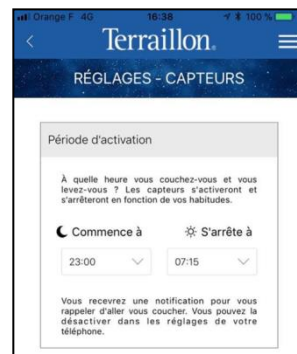 Orange F 4G 16:38 100 %
Terraillon.
RÉGLAGES - CAPTEURS
Période d'activation
À quelle heure vous couchez-vous et vous
levez-vous ? Les capteurs s'activeront et
s'arrêteront en fonction de vos habitudes.
Commence à S'arrête à
23:00 07:15
Vous recevrez une notification pour vous
rappeler d'aller vous coucher. Vous pouvez la
désactiver dans les réglages de votre
téléphone.